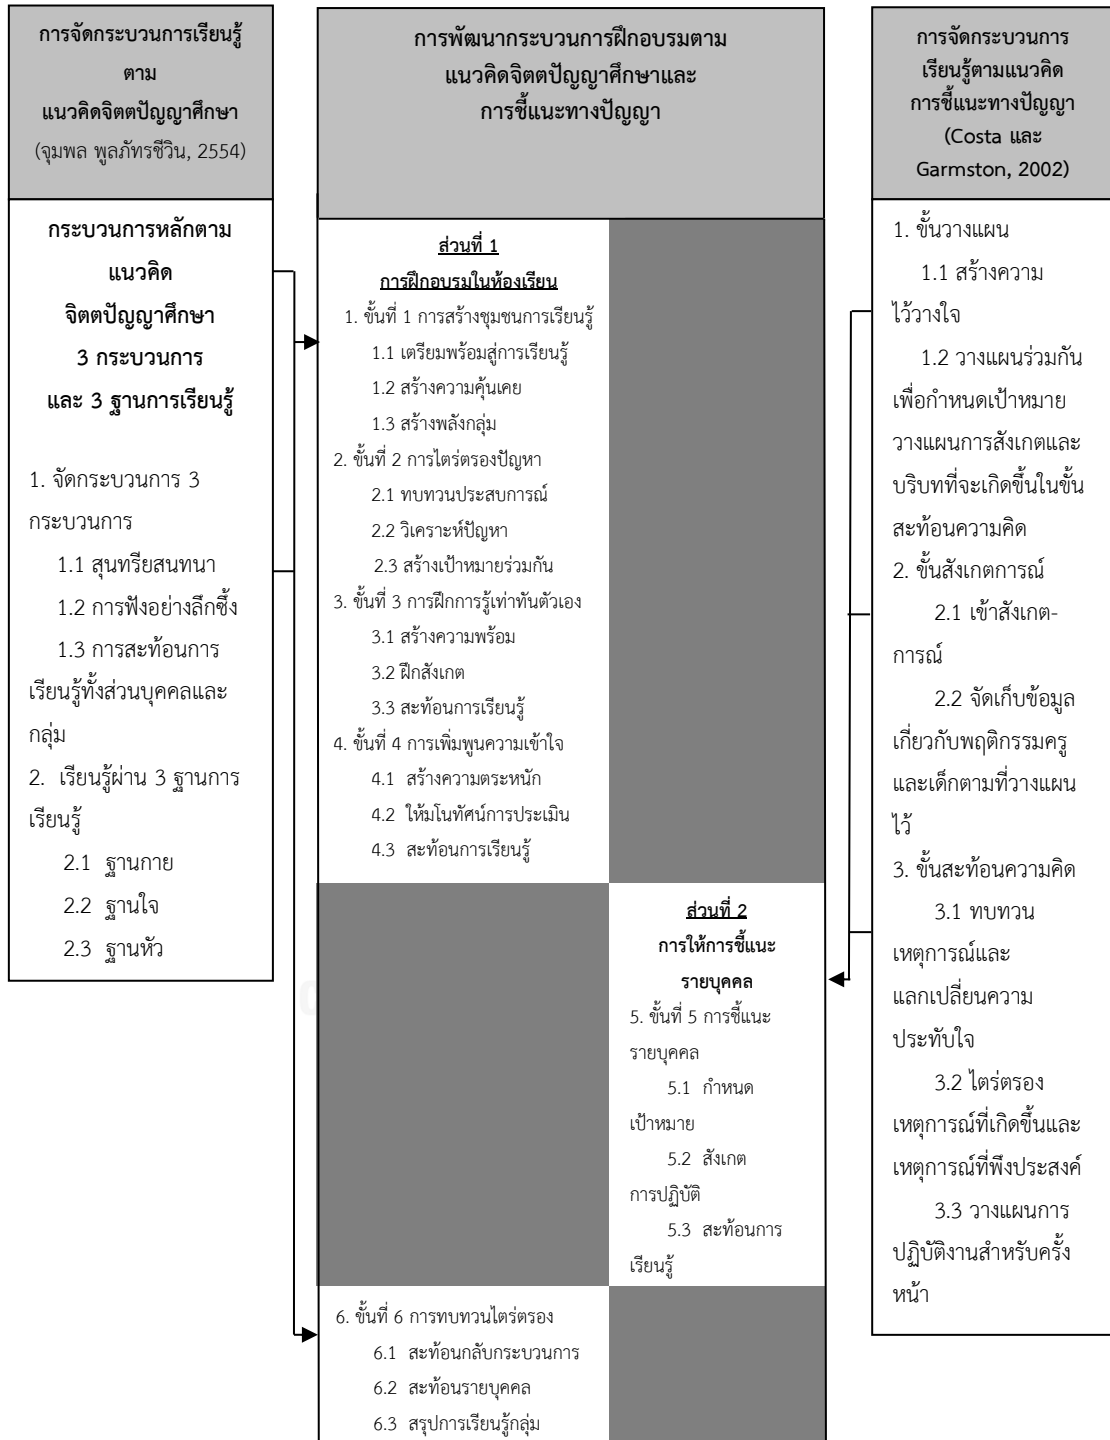 การจัดกระบวนการเรียนรู้
ตาม
แนวคิดจิตตปัญญาศึกษา
(จุมพล พูลภัทรชีวิน, 2554)
กระบวนการหลักตาม
แนวคิด
จิตตปัญญาศึกษา
3 กระบวนการ
และ 3 ฐานการเรียนรู้
1. จัดกระบวนการ 3
กระบวนการ
1.1 สุนทรียสนทนา
1.2 การฟังอย่างลึกซึ้ง
1.3 การสะท้อนการ
เรียนรู้ทั้งส่วนบุคคลและ
กลุ่ม
2. เรียนรู้ผ่าน 3 ฐานการ
เรียนรู้
2.1 ฐานกาย
2.2 ฐานใจ
2.3 ฐานหัว
การพัฒนากระบวนการฝึกอบรมตาม
แนวคิดจิตตปัญญาศึกษาและ
การชี้แนะทางปัญญา
ส่วนที่ 1
การฝึกอบรมในห้องเรียน
1. ขั้นที่ 1 การสร้างชุมชนการเรียนรู้
1.1 เตรียมพร้อมสู่การเรียนรู้
1.2 สร้างความคุ้นเคย
1.3 สร้างพลังกลุ่ม
2. ขั้นที่ 2 การไตร่ตรองปัญหา
2.1 ทบทวนประสบการณ์
2.2 วิเคราะห์ปัญหา
2.3 สร้างเป้าหมายร่วมกัน
3. ขั้นที่ 3 การฝึกการรู้เท่าทันตัวเอง
3.1 สร้างความพร้อม
3.2 ฝึกสังเกต
3.3 สะท้อนการเรียนรู้
4. ขั้นที่ 4 การเพิ่มพูนความเข้าใจ
4.1 สร้างความตระหนัก
4.2 ให้มโนทัศน์การประเมิน
4.3 สะท้อนการเรียนรู้
ส่วนที่ 2
การให้การชี้แนะ
รายบุคคล
5. ขั้นที่ 5 การชี้แนะ
รายบุคคล
5.1 กำหนด
เป้าหมาย
5.2 สังเกต
การปฏิบัติ
5.3 สะท้อนการ
เรียนรู้
6. ขั้นที่ 6 การทบทวนไตร่ตรอง
6.1 สะท้อนกลับกระบวนการ
6.2 สะท้อนรายบุคคล
6.3 สรุปการเรียนรู้กลุ่ม
การจัดกระบวนการ
เรียนรู้ตามแนวคิด
การชี้แนะทางปัญญา
(Costa และ
Garmston, 2002)
1. ขั้นวางแผน
1.1 สร้างความ
ไว้วางใจ
1.2 วางแผนร่วมกัน
เพื่อกำหนดเป้าหมาย
วางแผนการสังเกตและ
บริบทที่จะเกิดขึ้นในขั้น
สะท้อนความคิด
2. ขั้นสังเกตการณ์
2.1 เข้าสังเกต-
การณ์
2.2 จัดเก็บข้อมูล
เกี่ยวกับพฤติกรรมครู
และเด็กตามที่วางแผน
ไว้
3. ขั้นสะท้อนความคิด
3.1 ทบทวน
เหตุการณ์และ
แลกเปลี่ยนความ
ประทับใจ
3.2 ไตร่ตรอง
เหตุการณ์ที่เกิดขึ้นและ
เหตุการณ์ที่พึงประสงค์
3.3 วางแผนการ
ปฏิบัติงานสำหรับครั้ง
หน้า